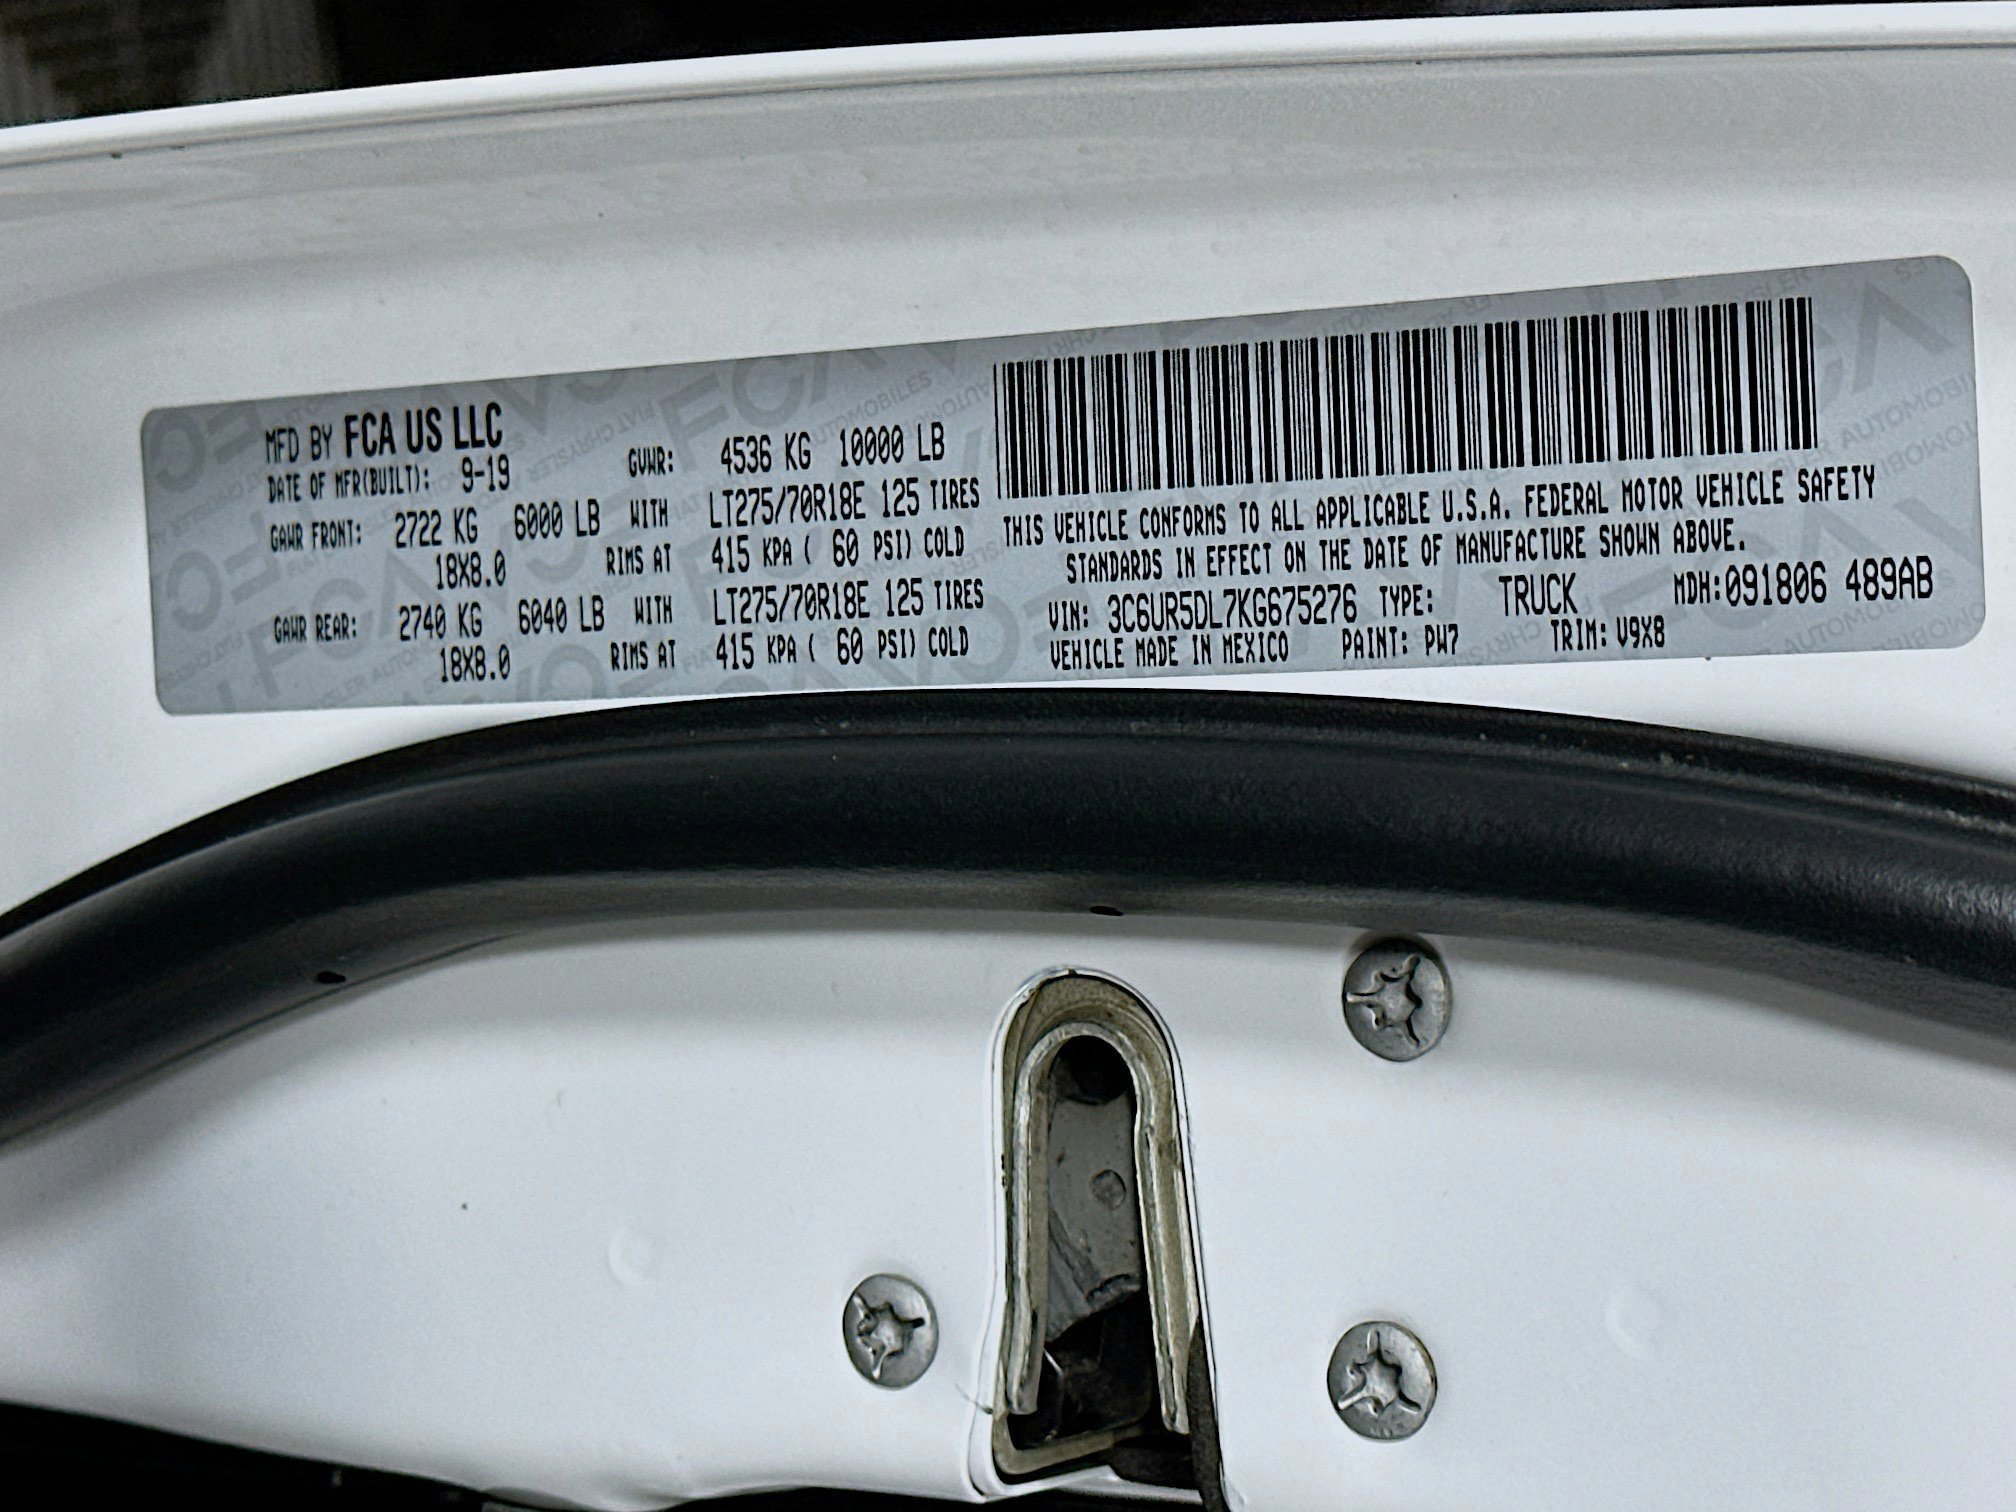 MFD BY FCA US LLC
DATE OF MFR(BUILT): 9-19
GVWR: 4536 KG 10000 LB
GAWR FRONT: 2722 KG 6000 LB WITH LT275/70R18E 125 TIRES
18X8.0 RIMS AT 415 KPA ( 60 PSI) COLD
GAWR REAR: 2740 KG 6040 LB WITH LT275/70R18E 125 TIRES
18X8.0 RIMS AT 415 KPA ( 60 PSI) COLD
THIS VEHICLE CONFORMS TO ALL APPLICABLE U.S.A. FEDERAL MOTOR VEHICLE SAFETY
STANDARDS IN EFFECT ON THE DATE OF MANUFACTURE SHOWN ABOVE.
VIN: 3C6UR5DL7KG675276 TYPE: TRUCK MDH:091806 489AB
VEHICLE MADE IN MEXICO PAINT: PW7 TRIM: V9X8